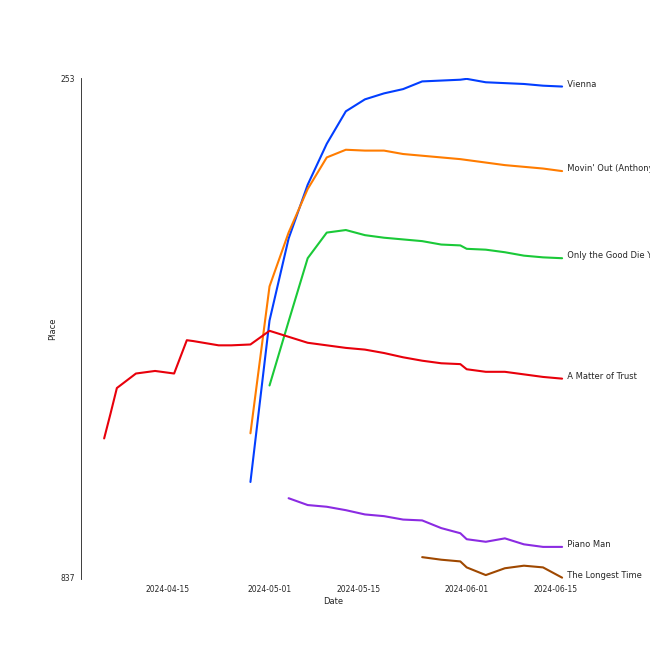 253
Vienna
Movin' Out (Anthony
Only the Good Die Y
Place
A Matter of Trust
Piano Man
The Longest Time
837
2024-04-15 2024-05-01 2024-05-15 2024-06-01 2024-06-15
Date